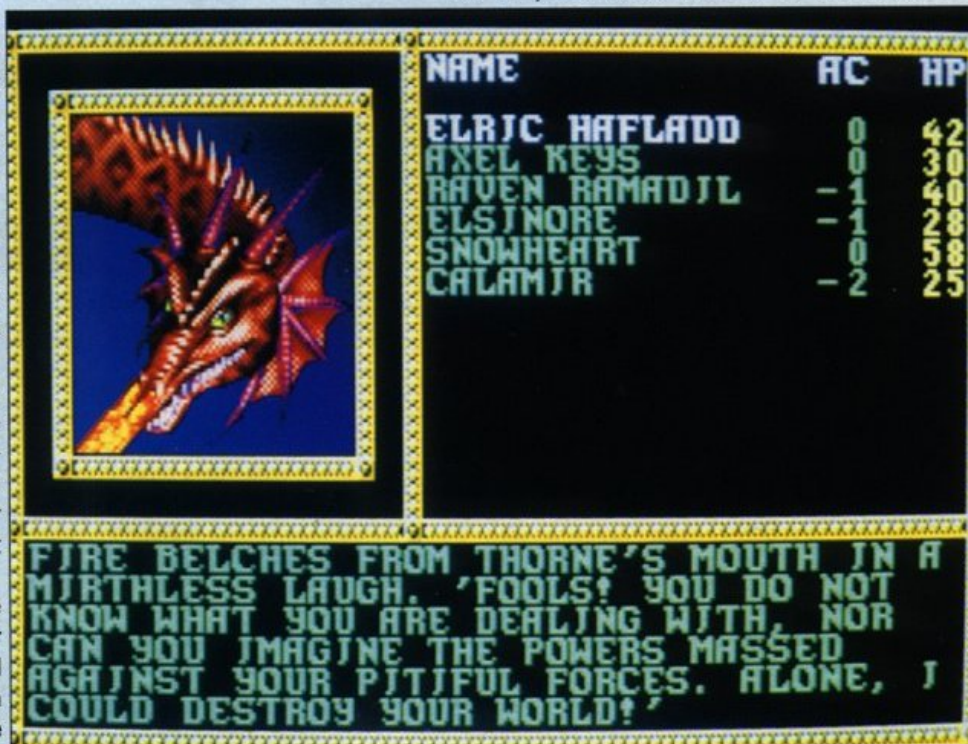 NAME AC HP
ELRIC HAFLADD 0 42
AXEL KEYS 0 30
RAVEN RAMADIL -1 40
ELSINORE -1 28
SNOWHEART 0 58
CALAMIR -2 25
FIRE BELCHES FROM THORNE'S MOUTH IN A
MIRTHLESS LAUGH. 'FOOLS! YOU DO NOT
KNOW WHAT YOU ARE DEALING WITH, NOR
CAN YOU IMAGINE THE POWERS MASSED
AGAINST YOUR PITIFUL FORCES. ALONE, I
COULD DESTROY YOUR WORLD!'